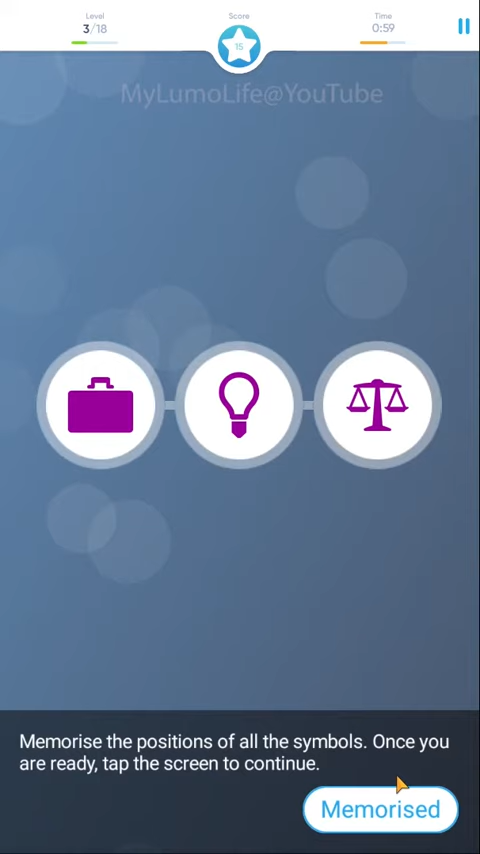 Level
Score
Time
3/18
15
0:59
MyLumoLife@YouTube
Memorise the positions of all the symbols. Once you
are ready, tap the screen to continue.
Memorised